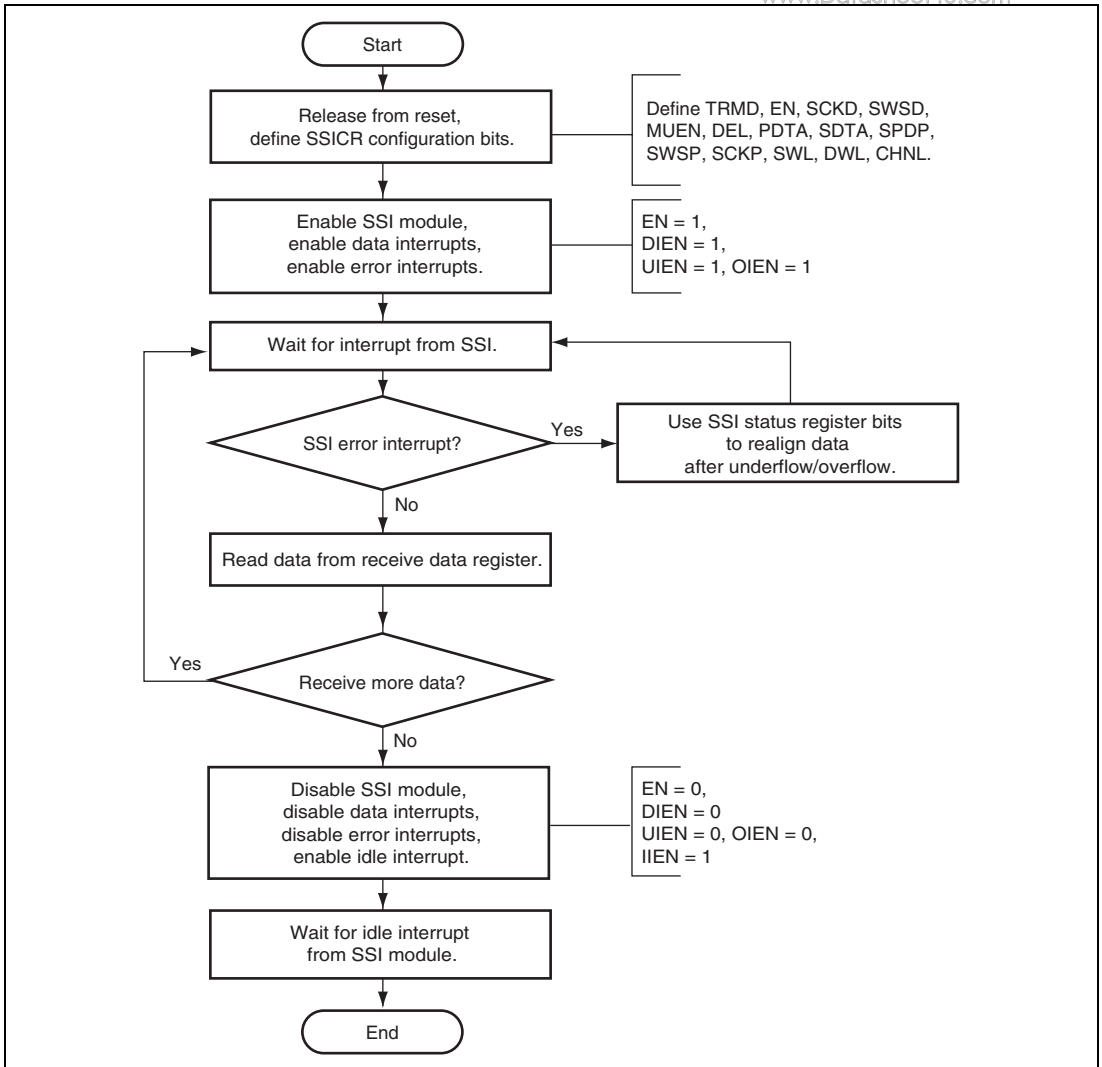 Start
Release from reset,
define SSICR configuration bits.
Define TRMD, EN, SCKD, SWSD,
MUEN, DEL, PDTA, SDTA, SPDP,
SWSP, SCKP, SWL, DWL, CHNL.
Enable SSI module,
enable data interrupts,
enable error interrupts.
EN = 1,
DIEN = 1,
UIEN = 1, OIEN = 1
Wait for interrupt from SSI.
SSI error interrupt?
Yes
Use SSI status register bits
to realign data
after underflow/overflow.
No
Read data from receive data register.
Yes
Receive more data?
No
Disable SSI module,
disable data interrupts,
disable error interrupts,
enable idle interrupt.
EN = 0,
DIEN = 0
UIEN = 0, OIEN = 0,
IIEN = 1
Wait for idle interrupt
from SSI module.
End